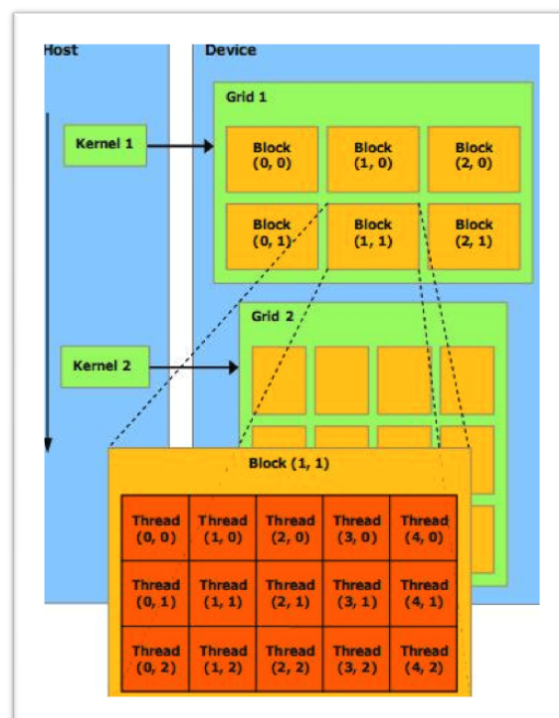 Host
Device
Grid 1
Kernel 1
Block
(0, 0)
Block
(1, 0)
Block
(2, 0)
Block
(0, 1)
Block
(1, 1)
Block
(2, 1)
Grid 2
Kernel 2
Block (1, 1)
Thread
(0, 0)
Thread
(1, 0)
Thread
(2, 0)
Thread
(3, 0)
Thread
(4, 0)
Thread
(0, 1)
Thread
(1, 1)
Thread
(2, 1)
Thread
(3, 1)
Thread
(4, 1)
Thread
(0, 2)
Thread
(1, 2)
Thread
(2, 2)
Thread
(3, 2)
Thread
(4, 2)